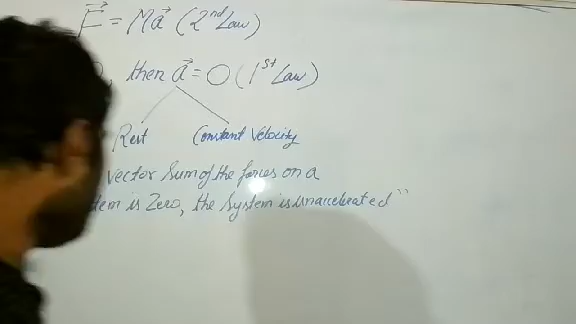 F⃗ = Ma⃗ (2nd Law)
, then a⃗ = 0 (1st Law)
Rest Constant Velocity
vector Sum of the forces on a
tem is Zero, the System is unaccelerated"